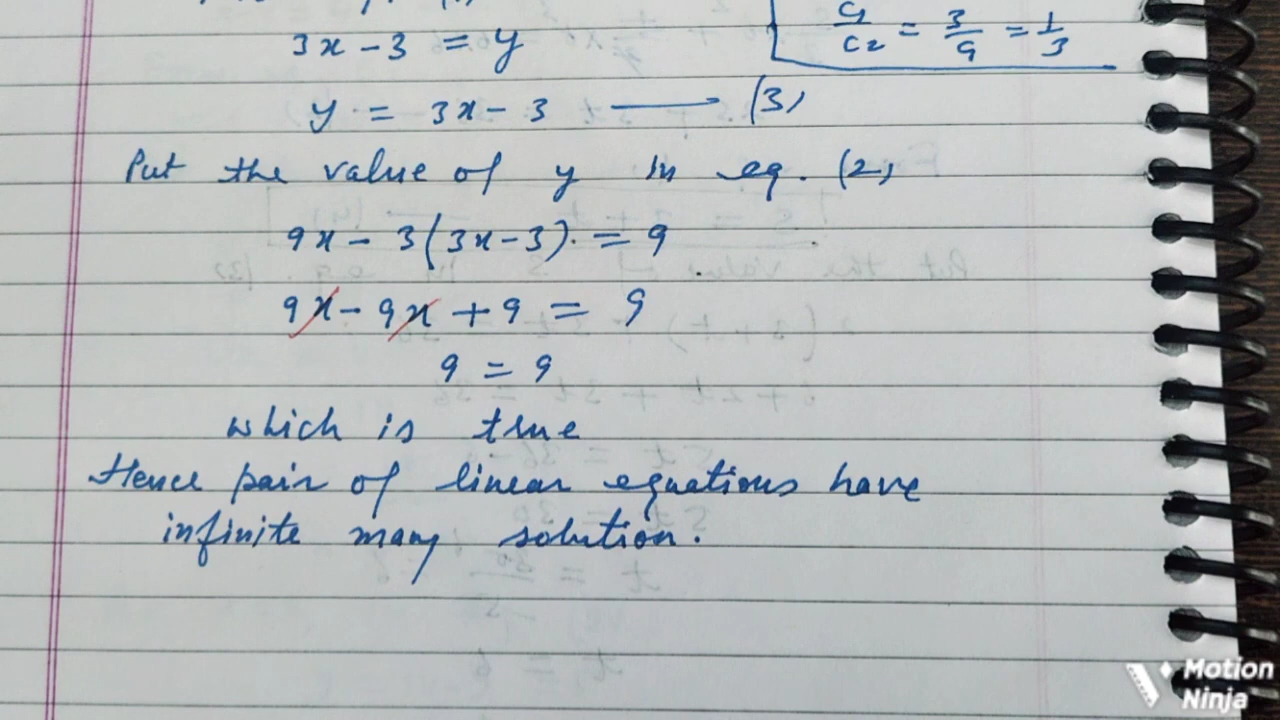 3x - 3 = y
c₁/c₂ = 3/9 = 1/3
y = 3x - 3 —— (3)
Put the value of y in eq. (2)
9x - 3(3x-3) = 9
9x - 9x + 9 = 9
9 = 9
which is true
Hence pair of linear equations have
infinite many solution.
Motion
Ninja